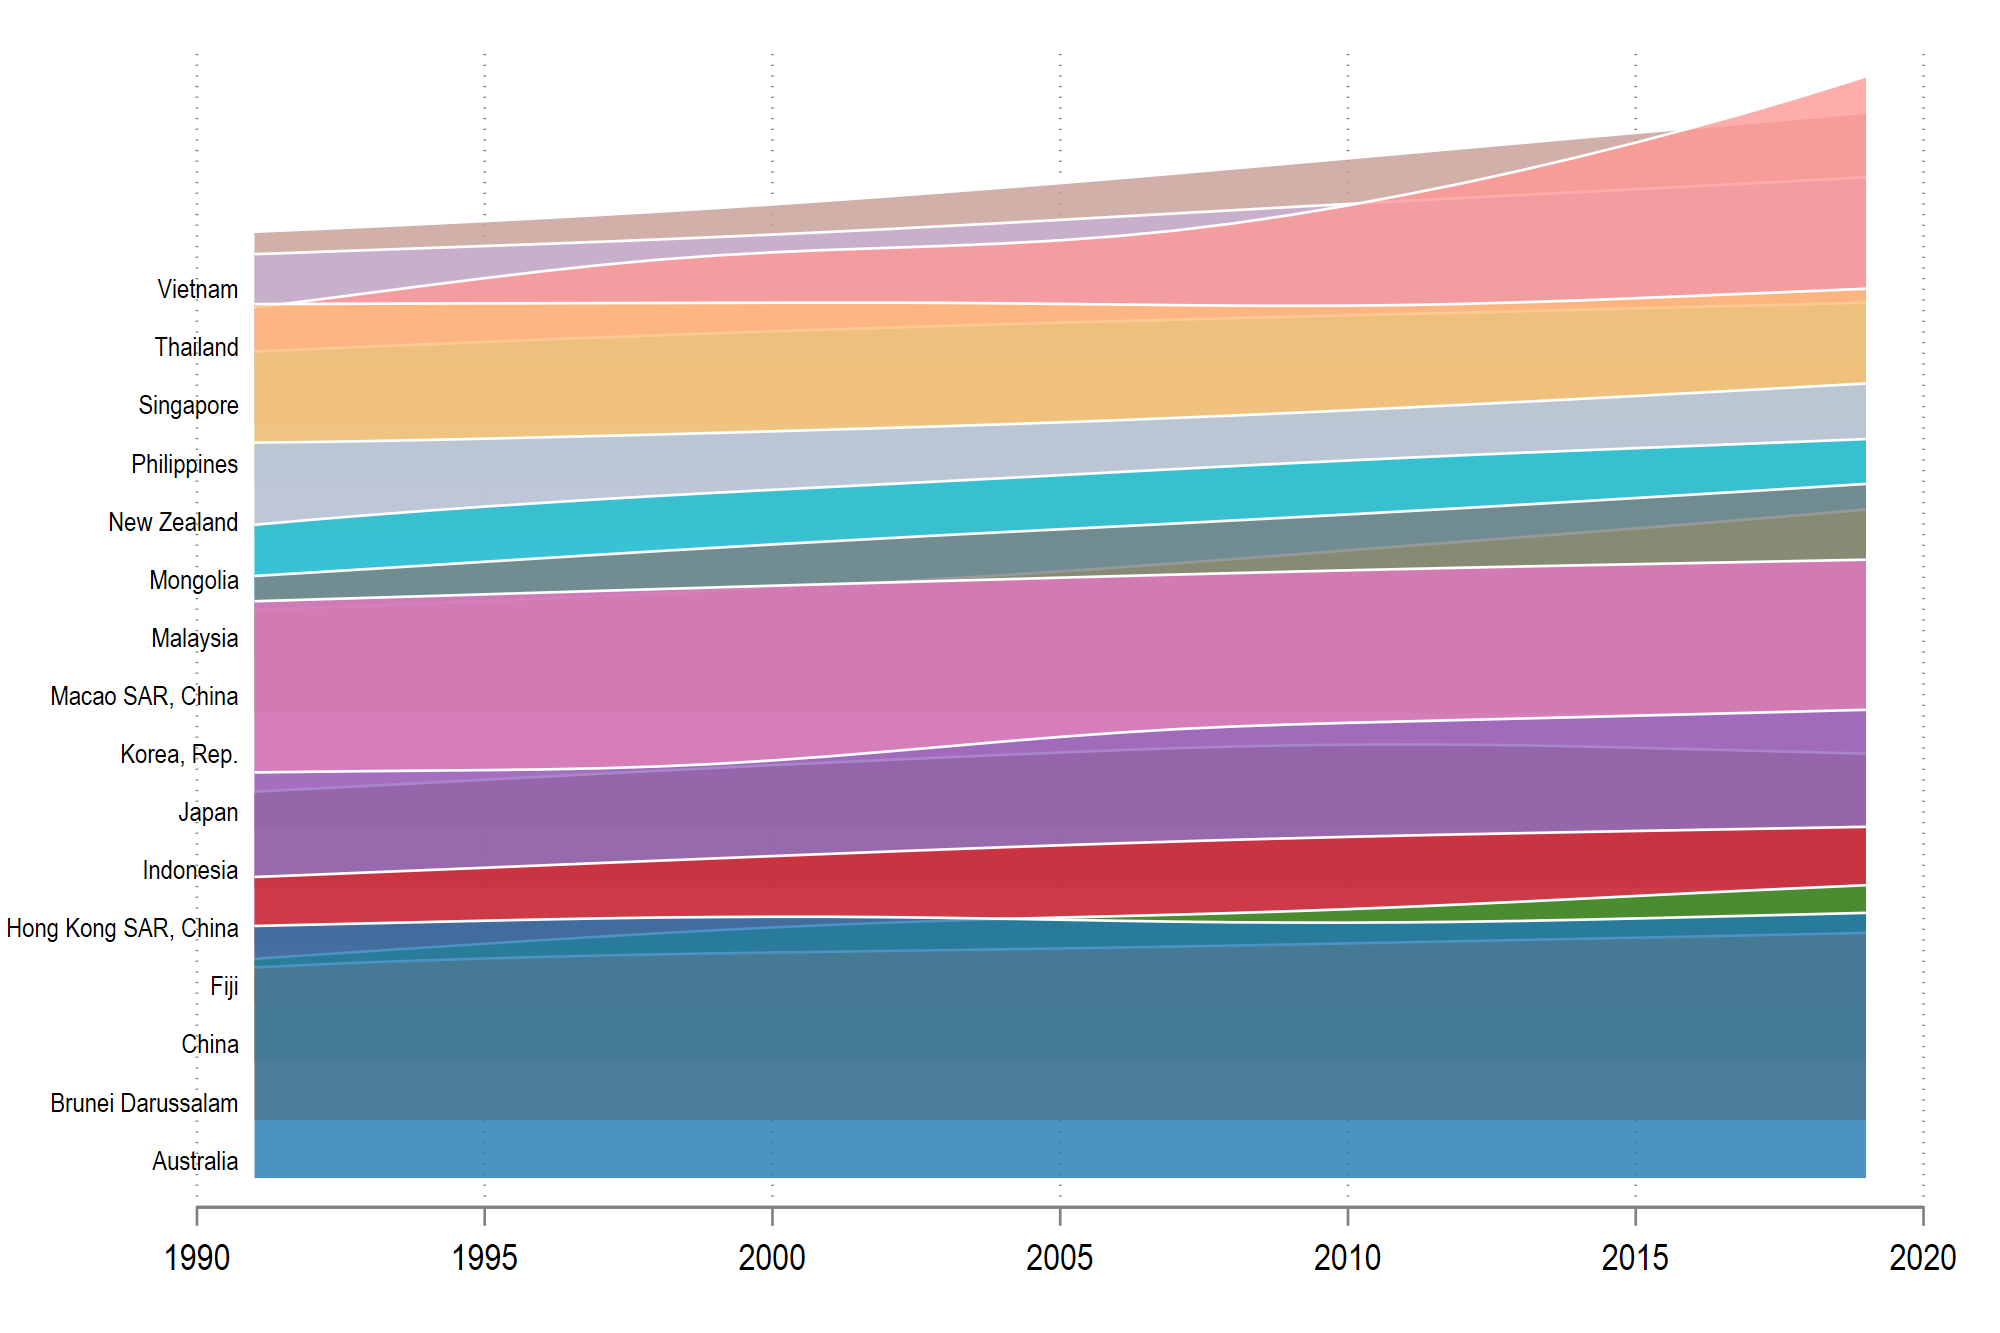 Vietnam
Thailand
Singapore
Philippines
New Zealand
Mongolia
Malaysia
Macao SAR, China
Korea, Rep.
Japan
Indonesia
Hong Kong SAR, China
Fiji
China
Brunei Darussalam
Australia
1990 1995 2000 2005 2010 2015 2020